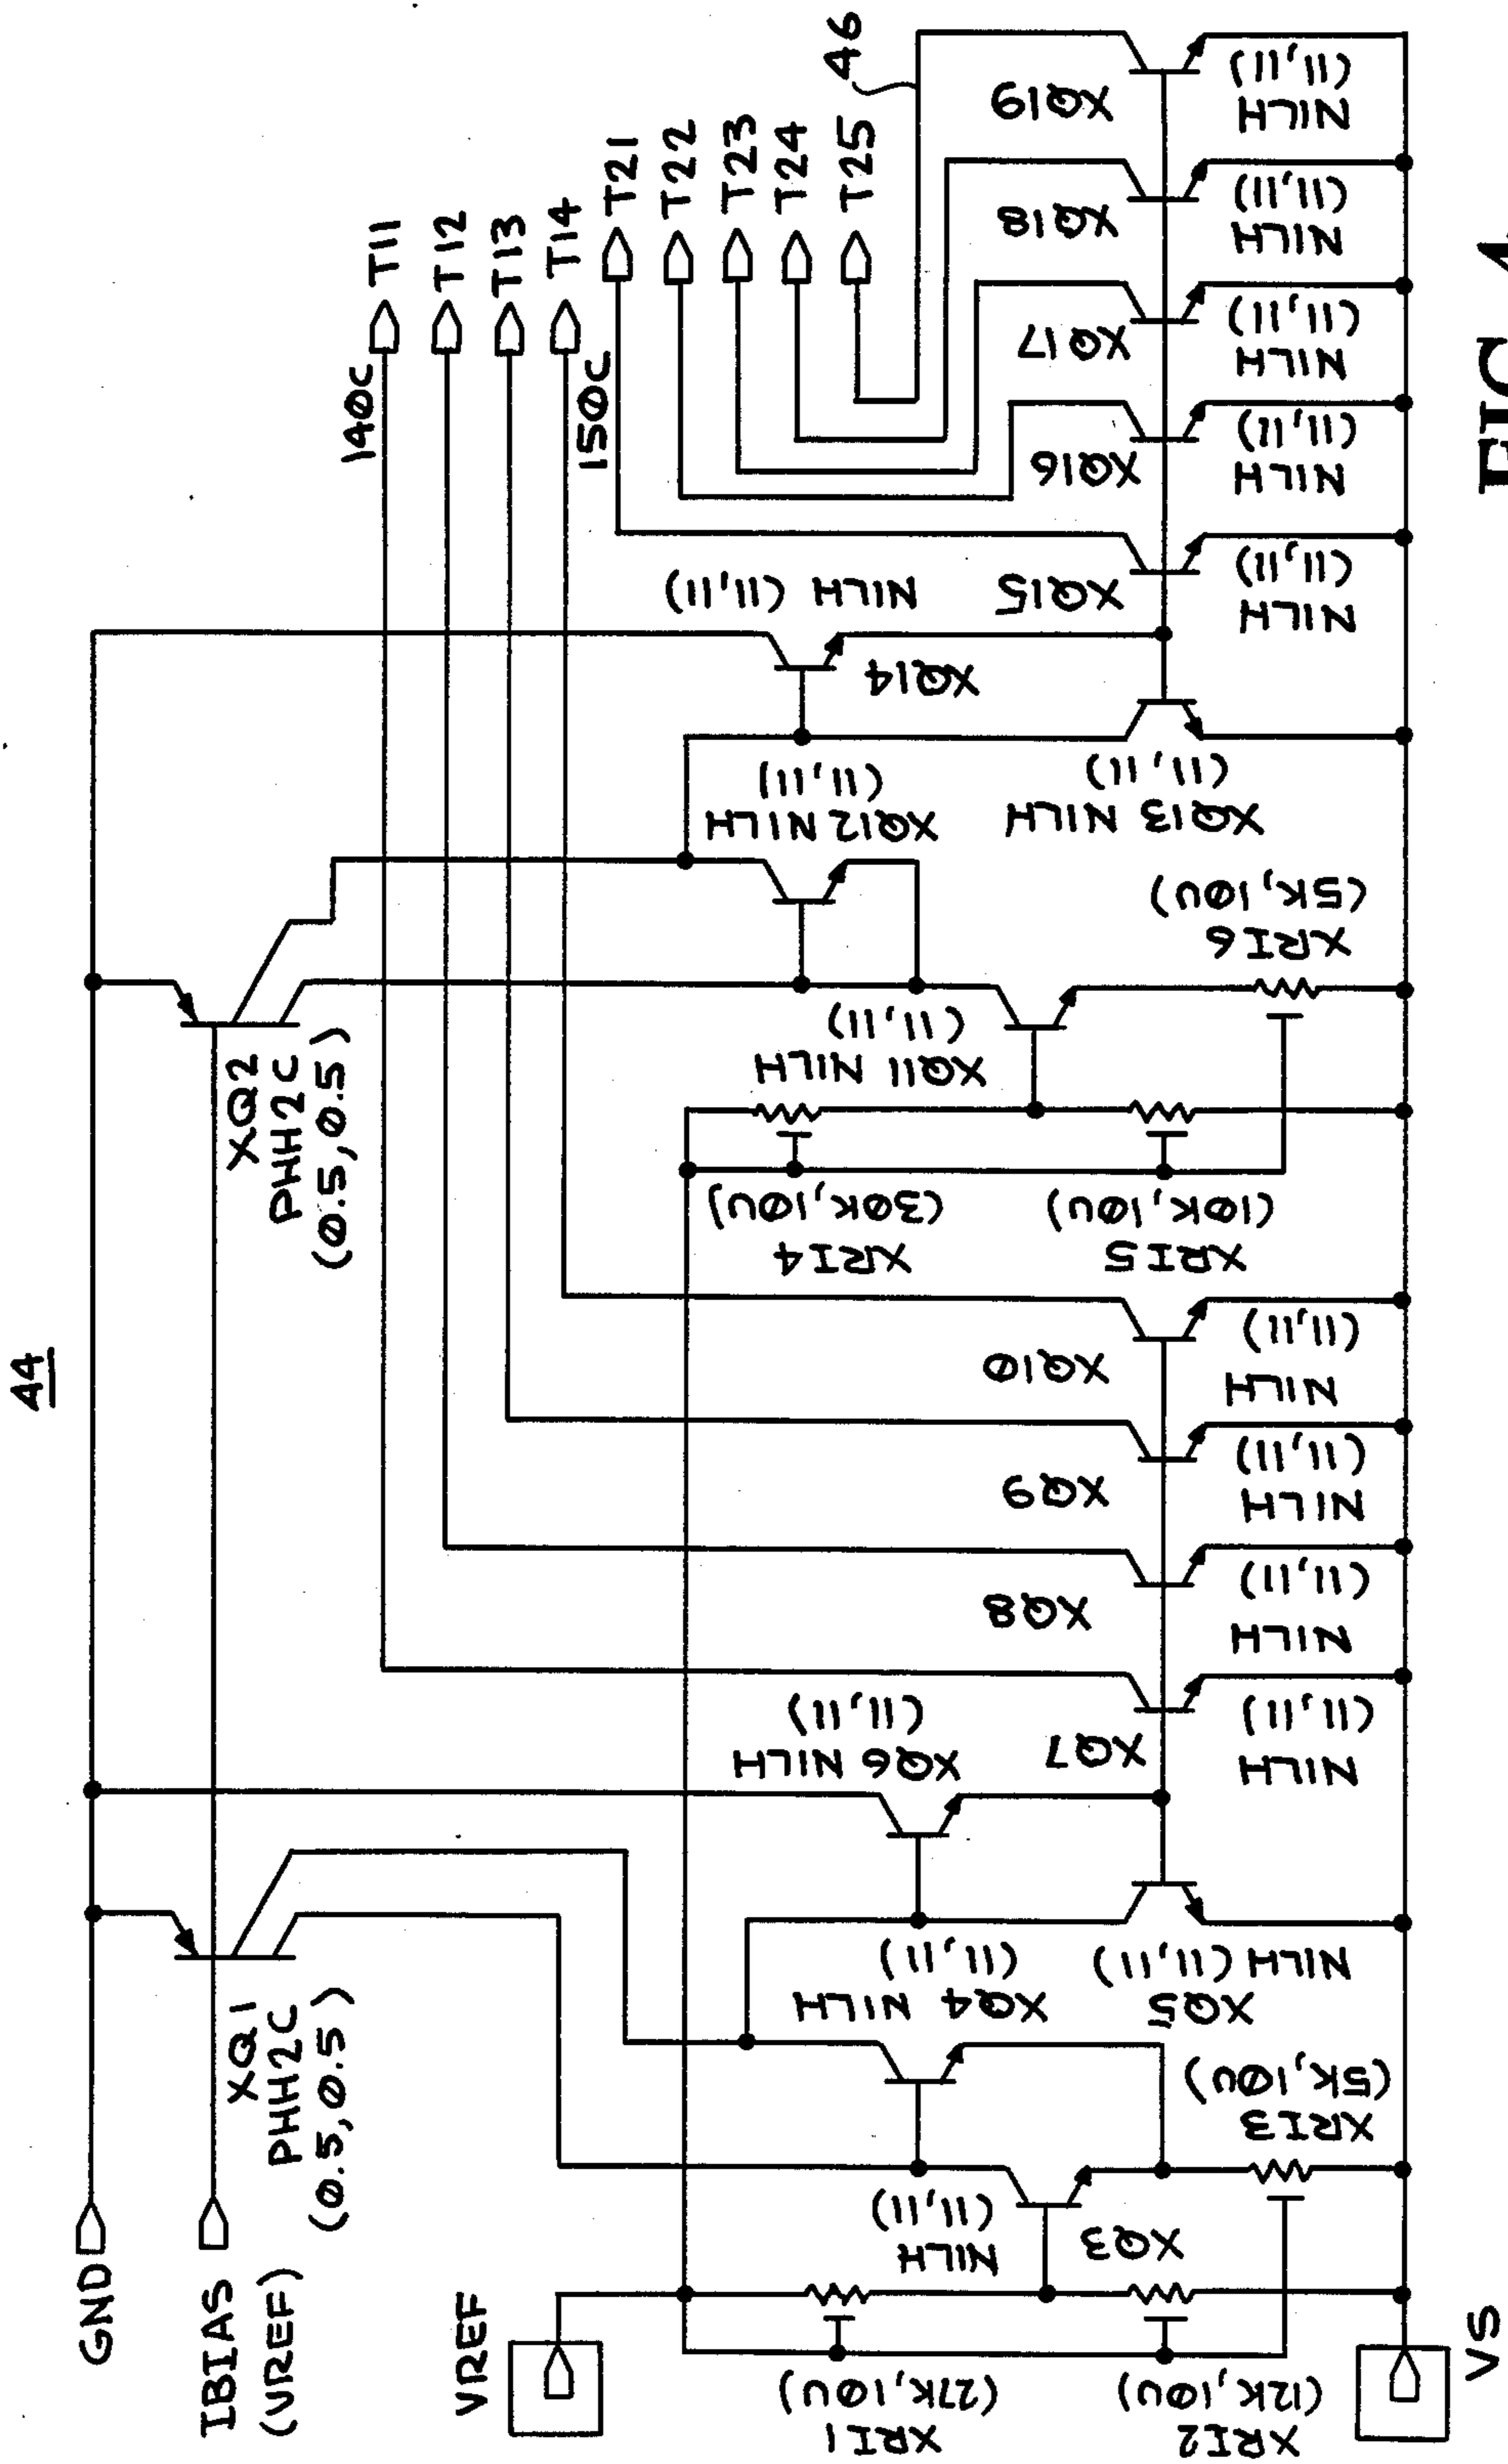 44
GND
IBIAS
(VREF)
VREF
VS
XQ1
PHH2C
(0.5,0.5)
XQ2
PHH2C
(0.5,0.5)
140C
150C
T11
T12
T13
T14
T21
T22
T23
T24
T25
46
XRI1
(27K,10U)
XRI2
(12K,10U)
XQ3
NILH
(11,11)
XRI3
(5K,10U)
XQ4 NILH
(11,11)
XQ5
NILH (11,11)
XQ6 NILH
(11,11)
XQ7
NILH
(11,11)
XQ8
NILH
(11,11)
XQ9
NILH
(11,11)
XQ10
NILH
(11,11)
XRI4
(30K,10U)
XRI5
(10K,10U)
XQ11 NILH
(11,11)
XRI6
(5K,10U)
XQ12 NILH
(11,11)
XQ13 NILH
(11,11)
XQ14
NILH (11,11)
XQ15
NILH
(11,11)
XQ16
NILH
(11,11)
XQ17
NILH
(11,11)
XQ18
NILH
(11,11)
XQ19
NILH
(11,11)
FIG. 4